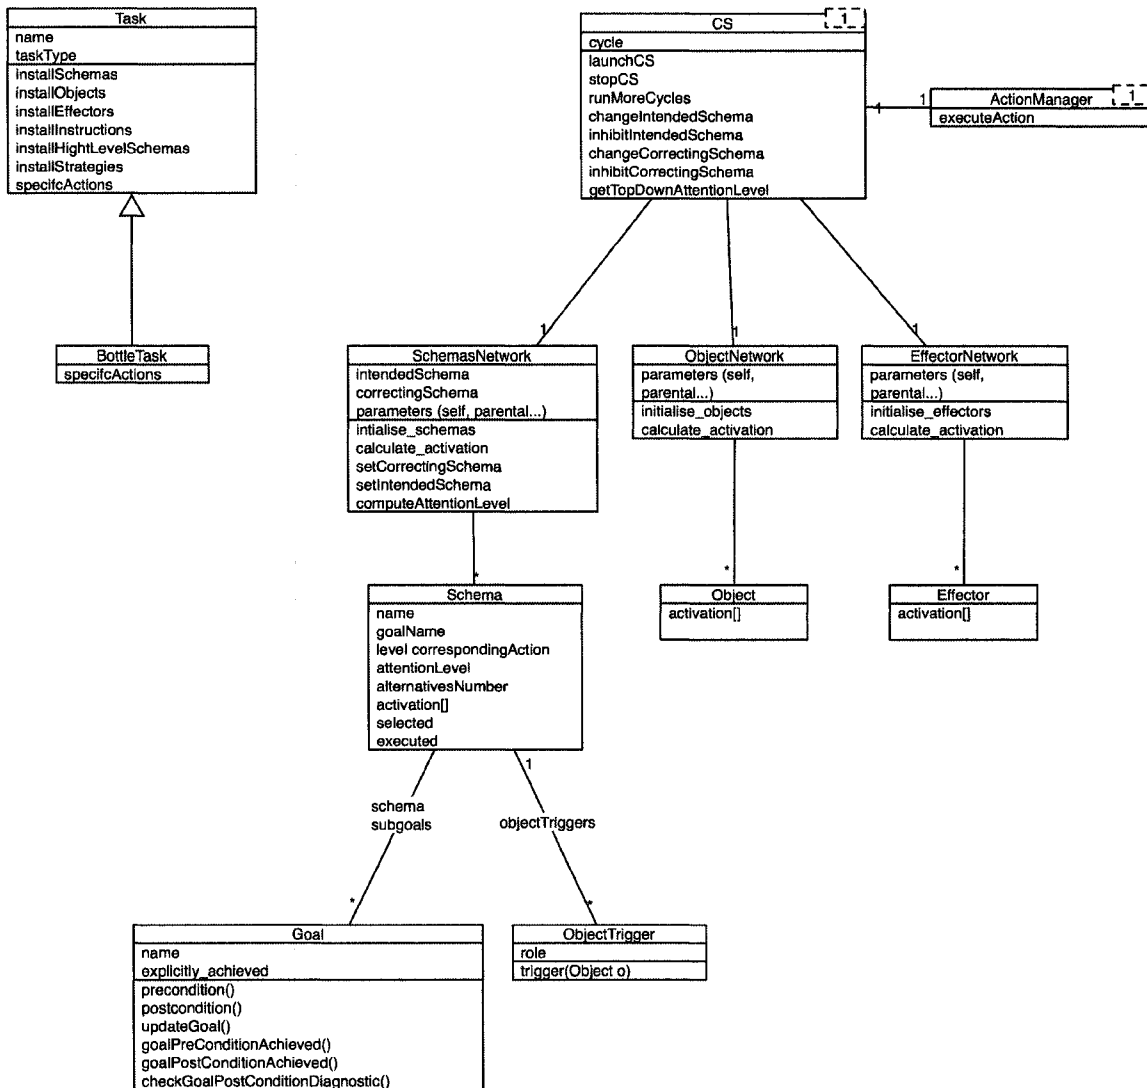 Task
name
taskType
installSchemas
installObjects
installEffectors
installInstructions
installHightLevelSchemas
installStrategies
specifcActions
BottleTask
specifcActions
CS
1
cycle
launchCS
stopCS
runMoreCycles
changeIntendedSchema
inhibitIntendedSchema
changeCorrectingSchema
inhibitCorrectingSchema
getTopDownAttentionLevel
1
1
ActionManager
1
executeAction
1
1
1
SchemasNetwork
intendedSchema
correctingSchema
parameters (self, parental...)
intialise_schemas
calculate_activation
setCorrectingSchema
setIntendedSchema
computeAttentionLevel
ObjectNetwork
parameters (self,
parental...)
initialise_objects
calculate_activation
EffectorNetwork
parameters (self,
parental...)
initialise_effectors
calculate_activation
*
*
*
Schema
name
goalName
level correspondingAction
attentionLevel
alternativesNumber
activation[]
selected
executed
Object
activation[]
Effector
activation[]
1
schema
subgoals
objectTriggers
*
*
Goal
name
explicitly_achieved
precondition()
postcondition()
updateGoal()
goalPreConditionAchieved()
goalPostConditionAchieved()
checkGoalPostConditionDiagnostic()
ObjectTrigger
role
trigger(Object o)